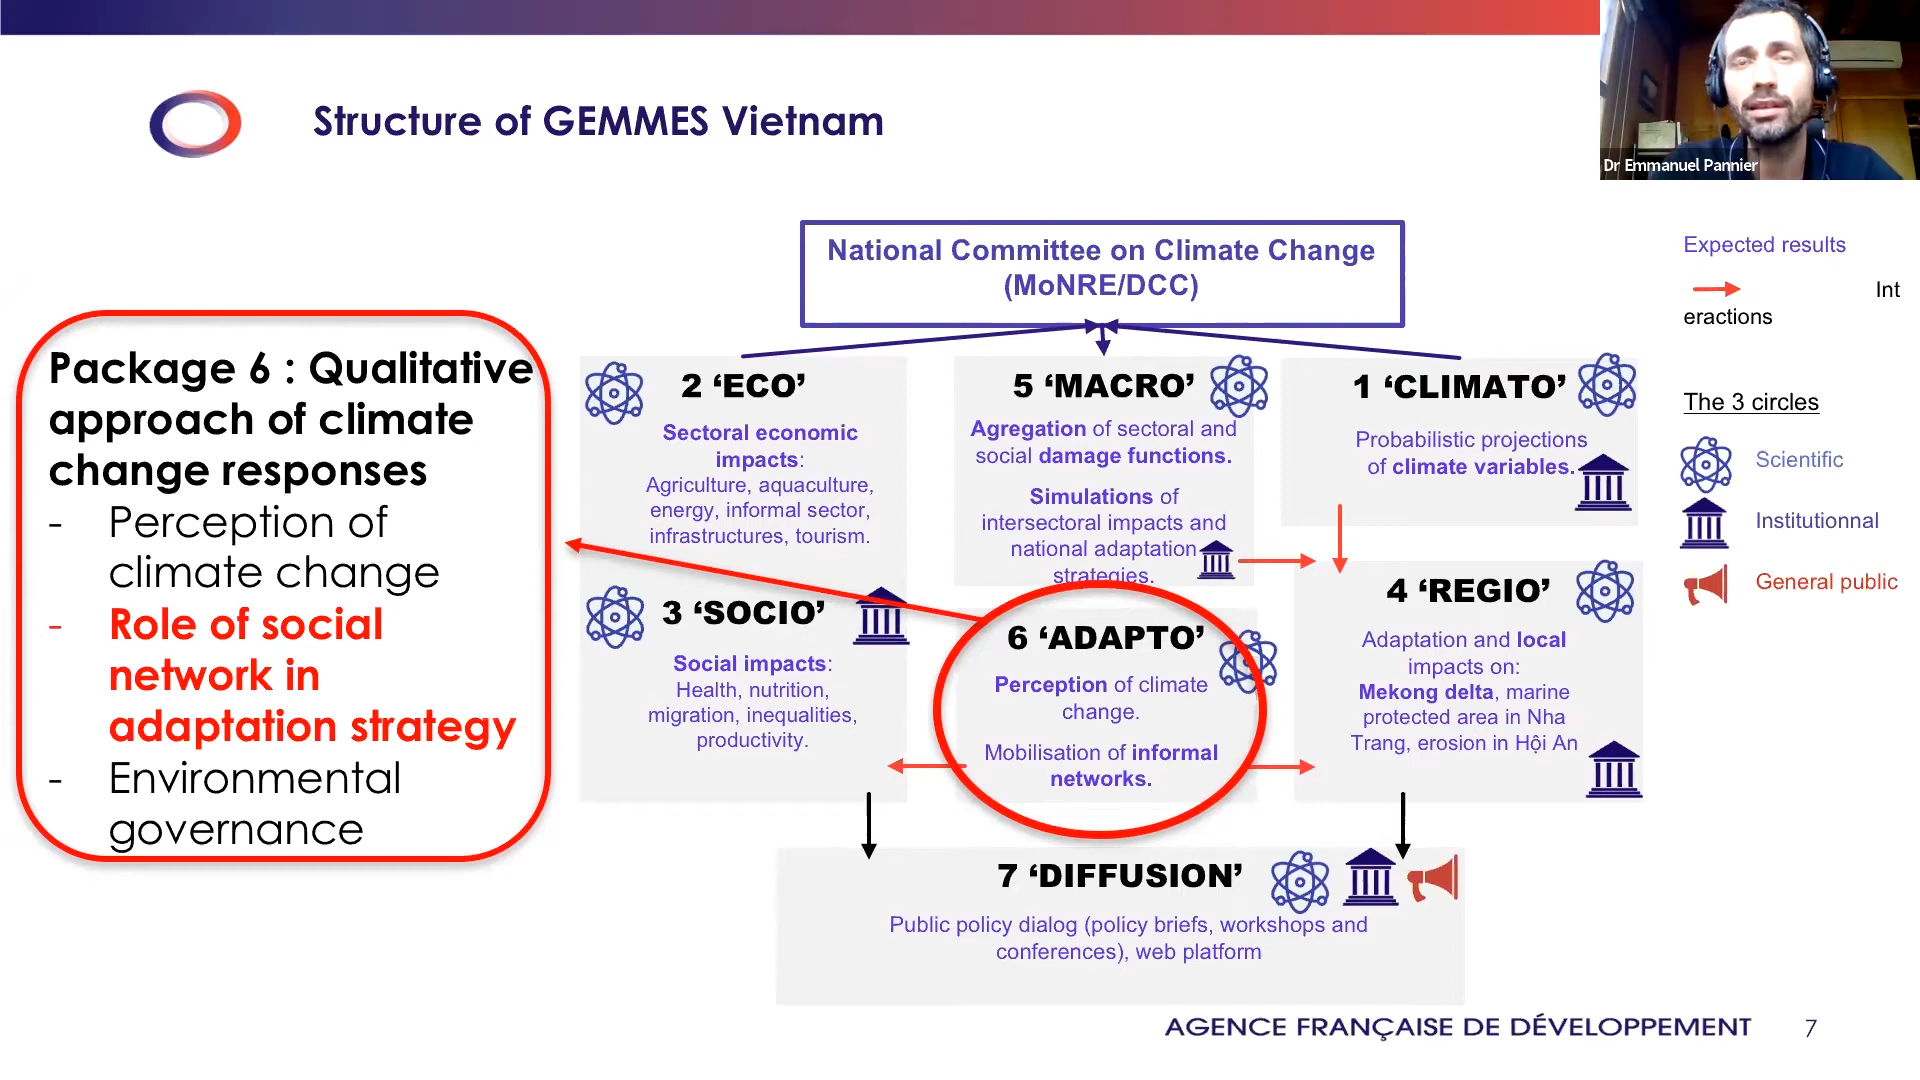 Structure of GEMMES Vietnam
Dr Emmanuel Pannier
National Committee on Climate Change
(MoNRE/DCC)
Expected results
Int
eractions
The 3 circles
Scientific
Institutionnal
General public
Package 6 : Qualitative
approach of climate
change responses
- Perception of
climate change
- Role of social
network in
adaptation strategy
- Environmental
governance
2 ‘ECO’
Sectoral economic
impacts:
Agriculture, aquaculture,
energy, informal sector,
infrastructures, tourism.
5 ‘MACRO’
Agregation of sectoral and
social damage functions.
Simulations of
intersectoral impacts and
national adaptation
strategies.
1 ‘CLIMATO’
Probabilistic projections
of climate variables.
3 ‘SOCIO’
Social impacts:
Health, nutrition,
migration, inequalities,
productivity.
6 ‘ADAPTO’
Perception of climate
change.
Mobilisation of informal
networks.
4 ‘REGIO’
Adaptation and local
impacts on:
Mekong delta, marine
protected area in Nha
Trang, erosion in Hội An
7 ‘DIFFUSION’
Public policy dialog (policy briefs, workshops and
conferences), web platform
AGENCE FRANÇAISE DE DÉVELOPPEMENT 7